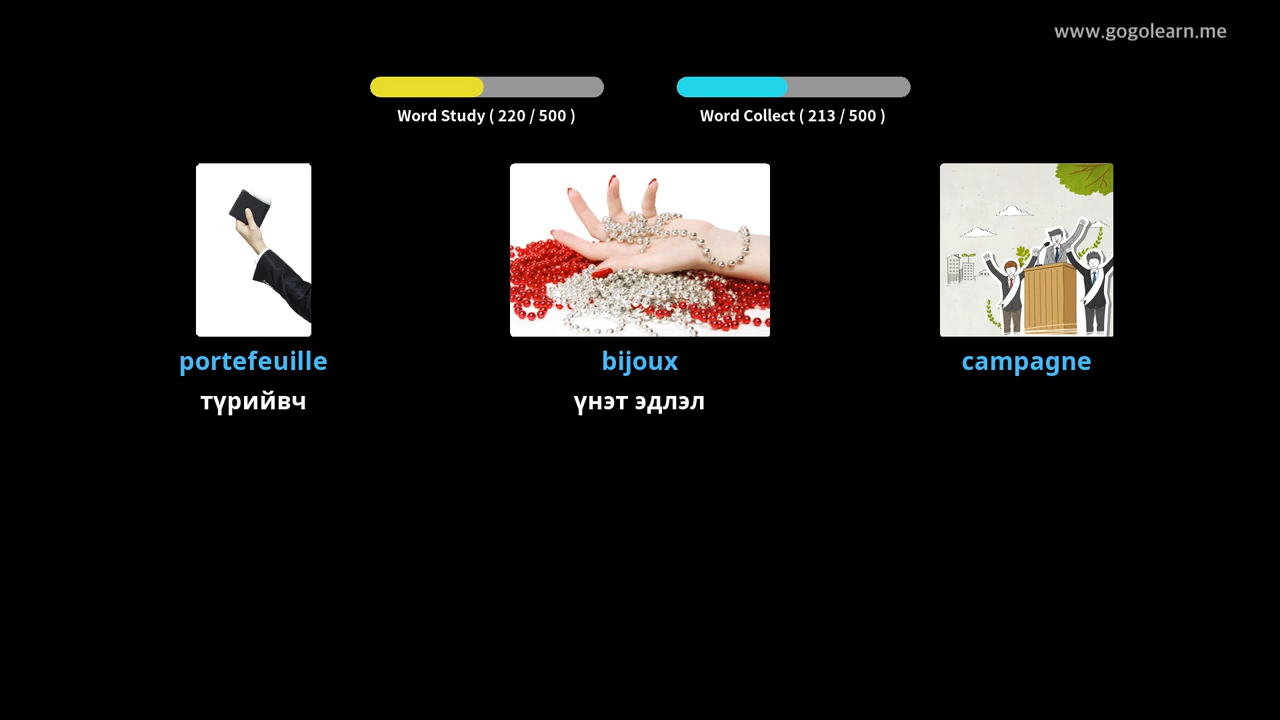 www.gogolearn.me
Word Study ( 220 / 500 )
Word Collect ( 213 / 500 )
portefeuille
bijoux
campagne
түрийвч
үнэт эдлэл